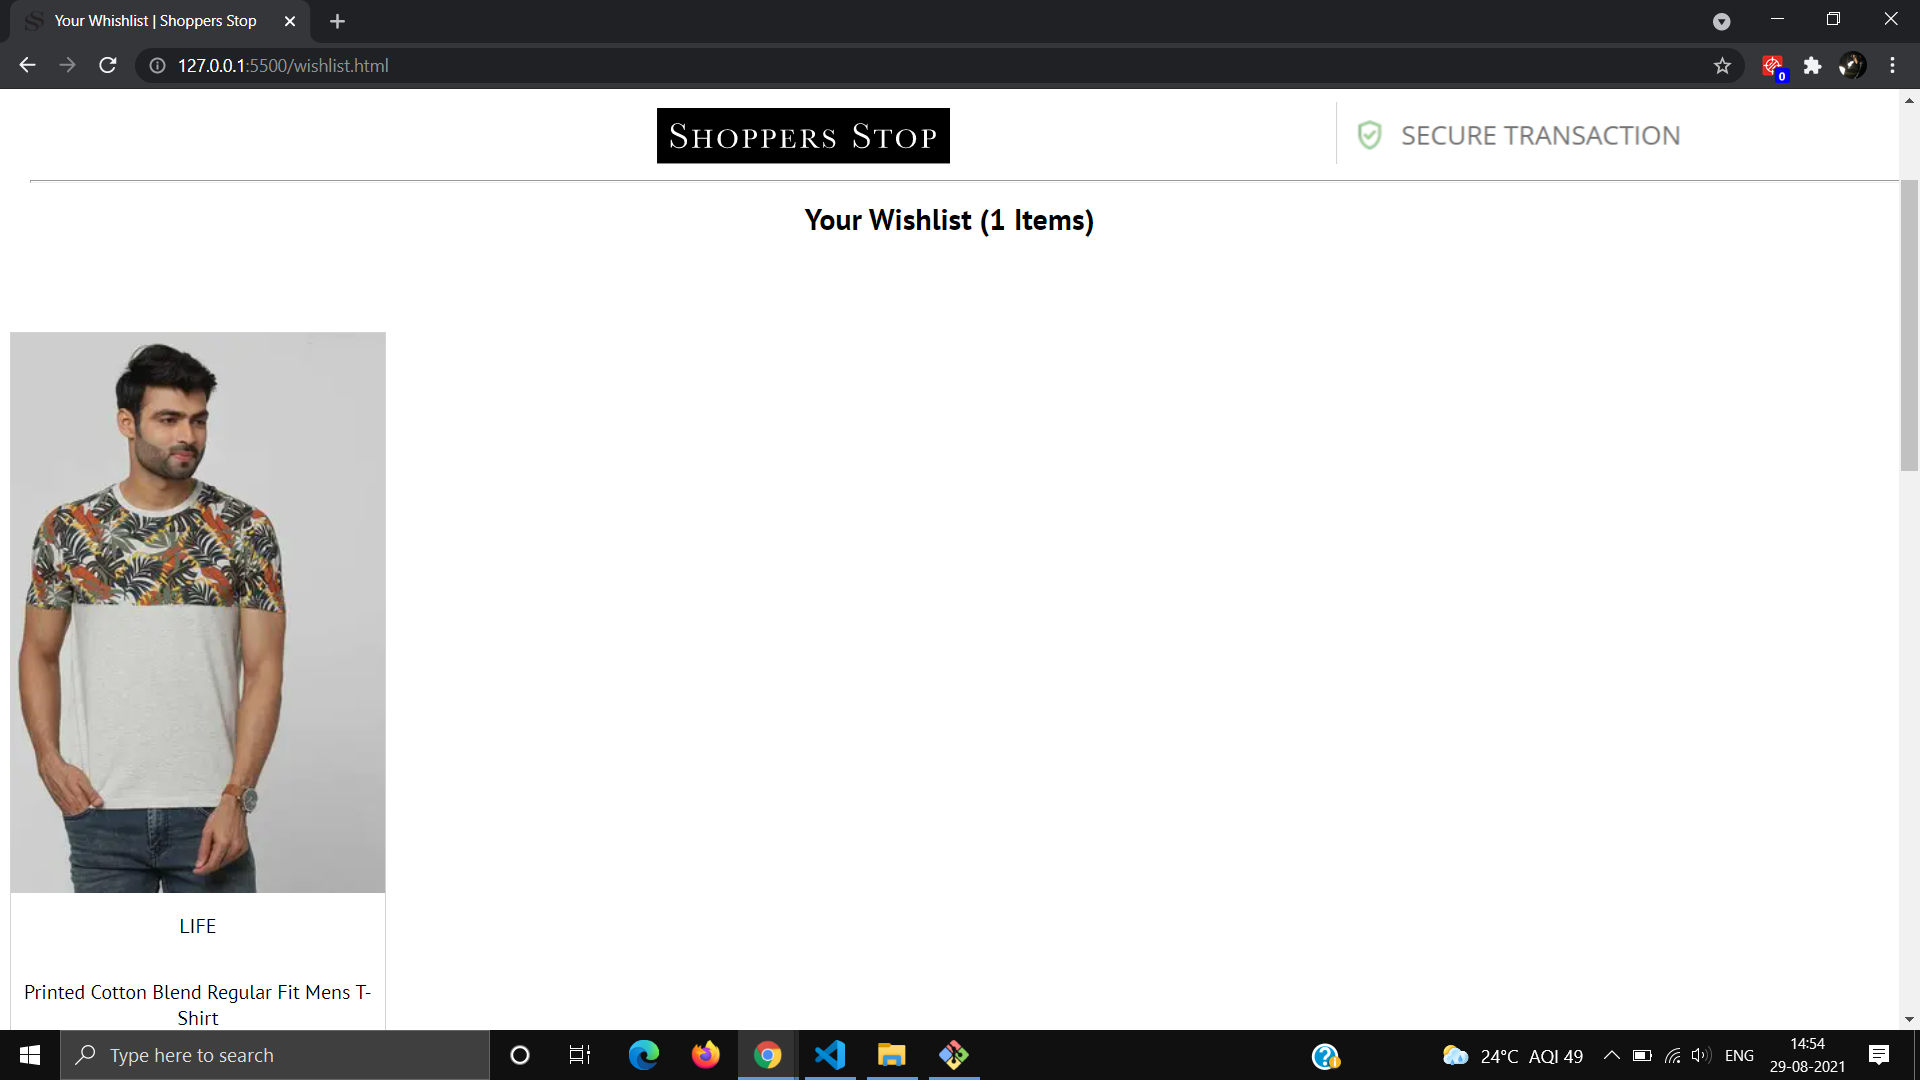 Your Whishlist | Shoppers Stop
127.0.0.1:5500/wishlist.html
0
SHOPPERS STOP
SECURE TRANSACTION
Your Wishlist (1 Items)
LIFE
Printed Cotton Blend Regular Fit Mens T-
Shirt
Type here to search
24°C AQI 49
ENG
14:54
29-08-2021